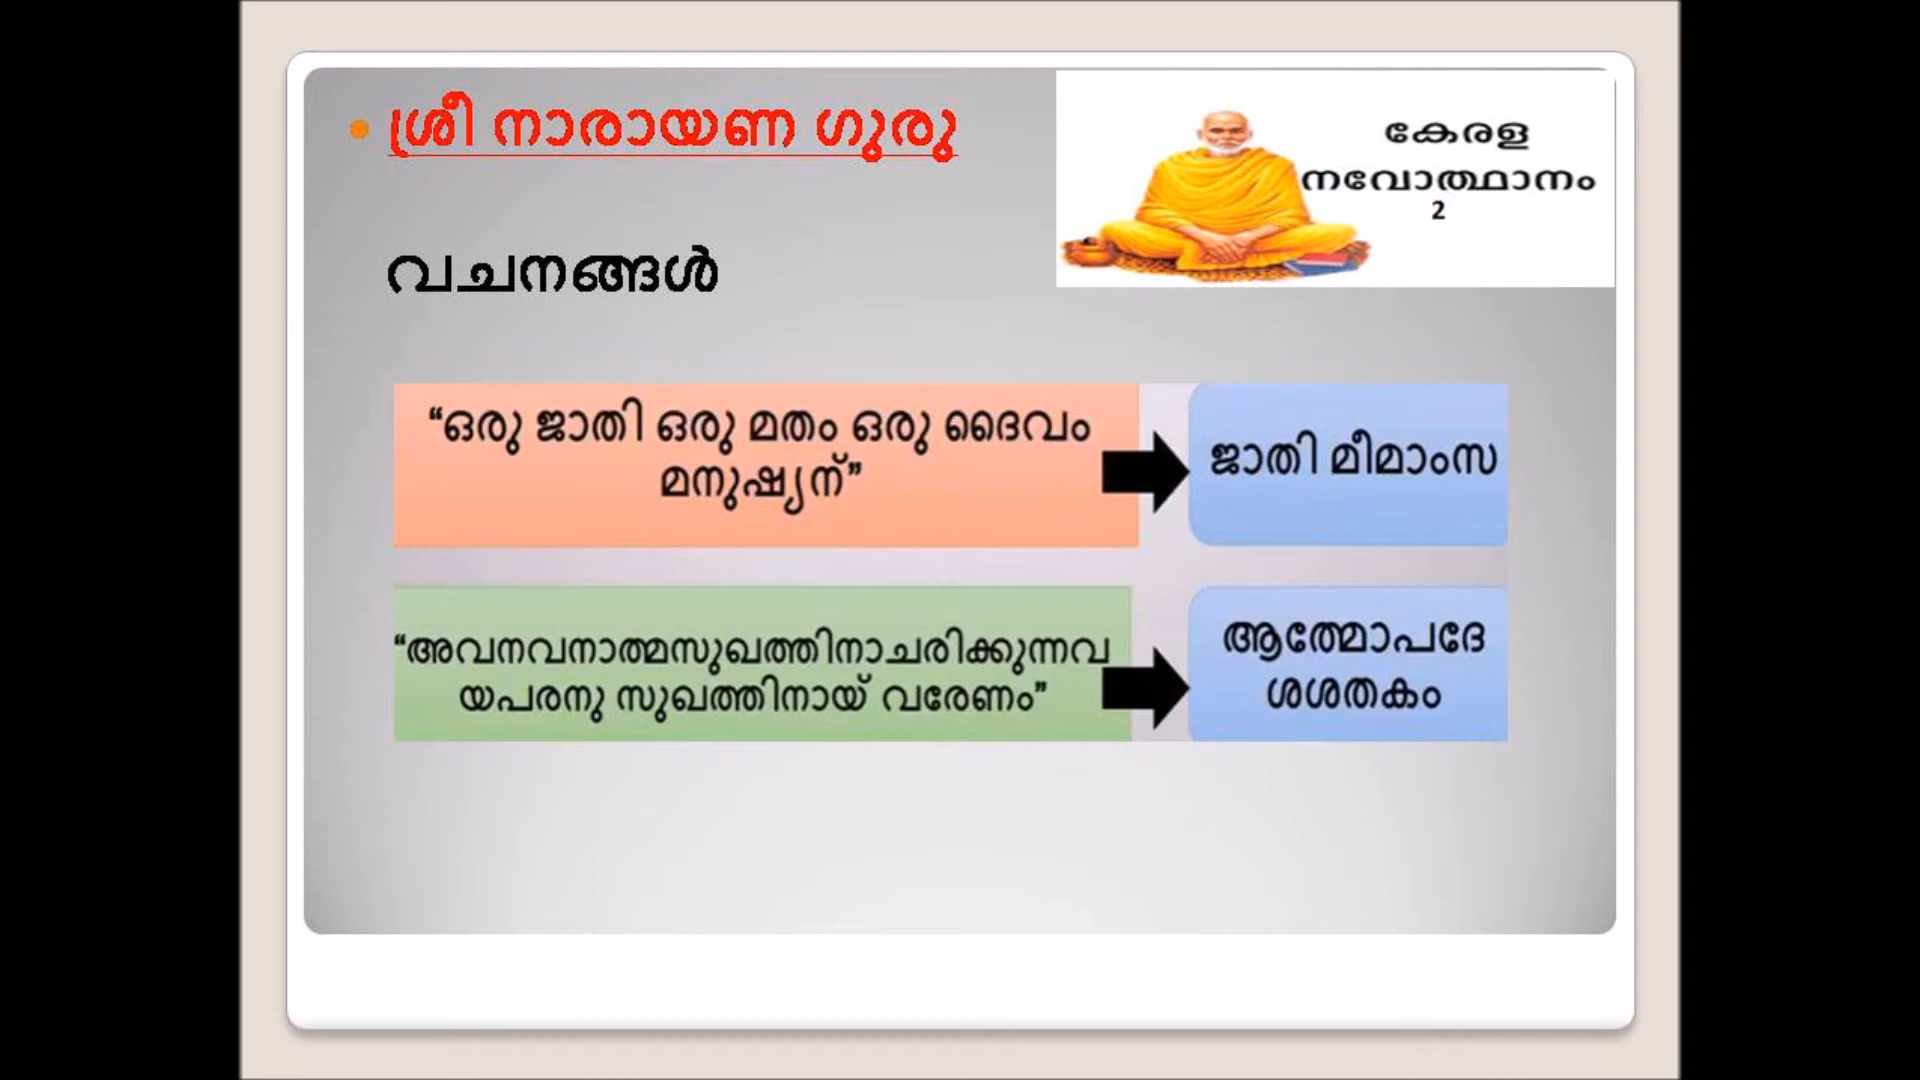 ശ്രീ നാരായണ ഗുരു
കേരള
നവോത്ഥാനം
2
വചനങ്ങൾ
“ഒരു ജാതി ഒരു മതം ഒരു ദൈവം
മനുഷ്യന്”
ജാതി മീമാംസ
“അവനവനാത്മസുഖത്തിനാചരിക്കുന്നവ
യപരനു സുഖത്തിനായ് വരേണം”
ആത്മോപദേ
ശശതകം